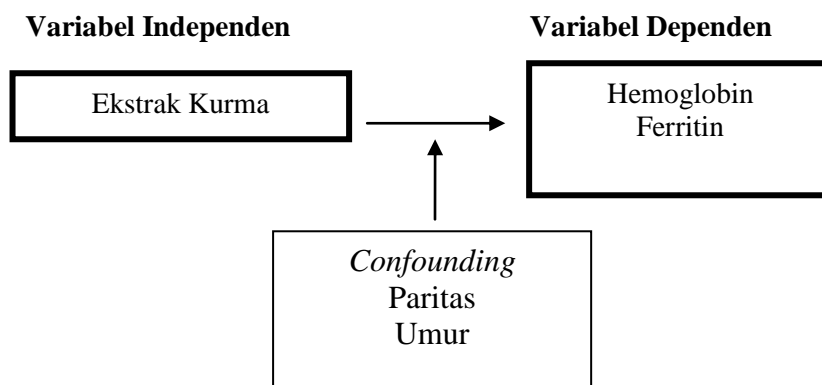 Variabel Independen
Variabel Dependen
Ekstrak Kurma
Hemoglobin
Ferritin
Confounding
Paritas
Umur